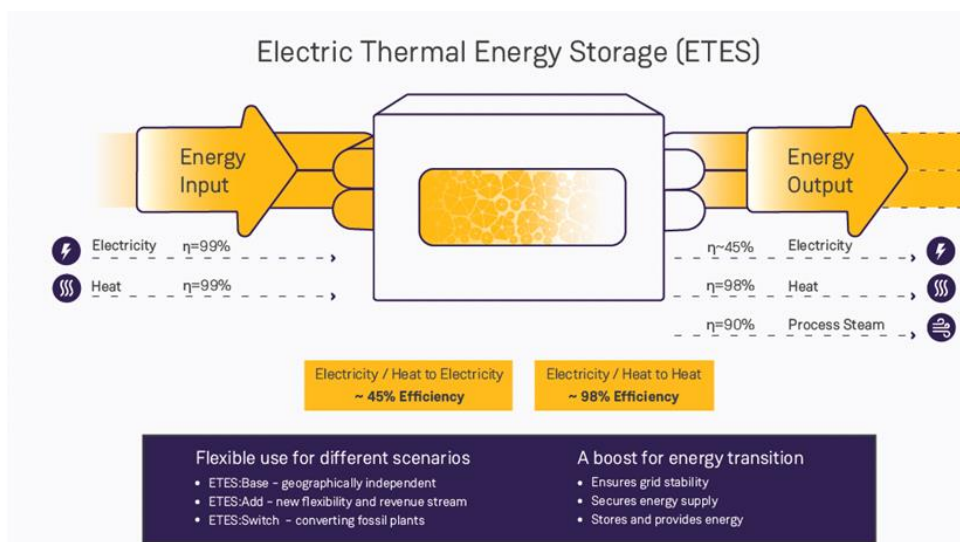 Electric Thermal Energy Storage (ETES)
Energy
Input
Energy
Output
Electricity η=99%
Heat η=99%
η~45% Electricity
η=98% Heat
η=90% Process Steam
Electricity / Heat to Electricity
~ 45% Efficiency
Electricity / Heat to Heat
~ 98% Efficiency
Flexible use for different scenarios
• ETES:Base – geographically independent
• ETES:Add – new flexibility and revenue stream
• ETES:Switch – converting fossil plants
A boost for energy transition
• Ensures grid stability
• Secures energy supply
• Stores and provides energy